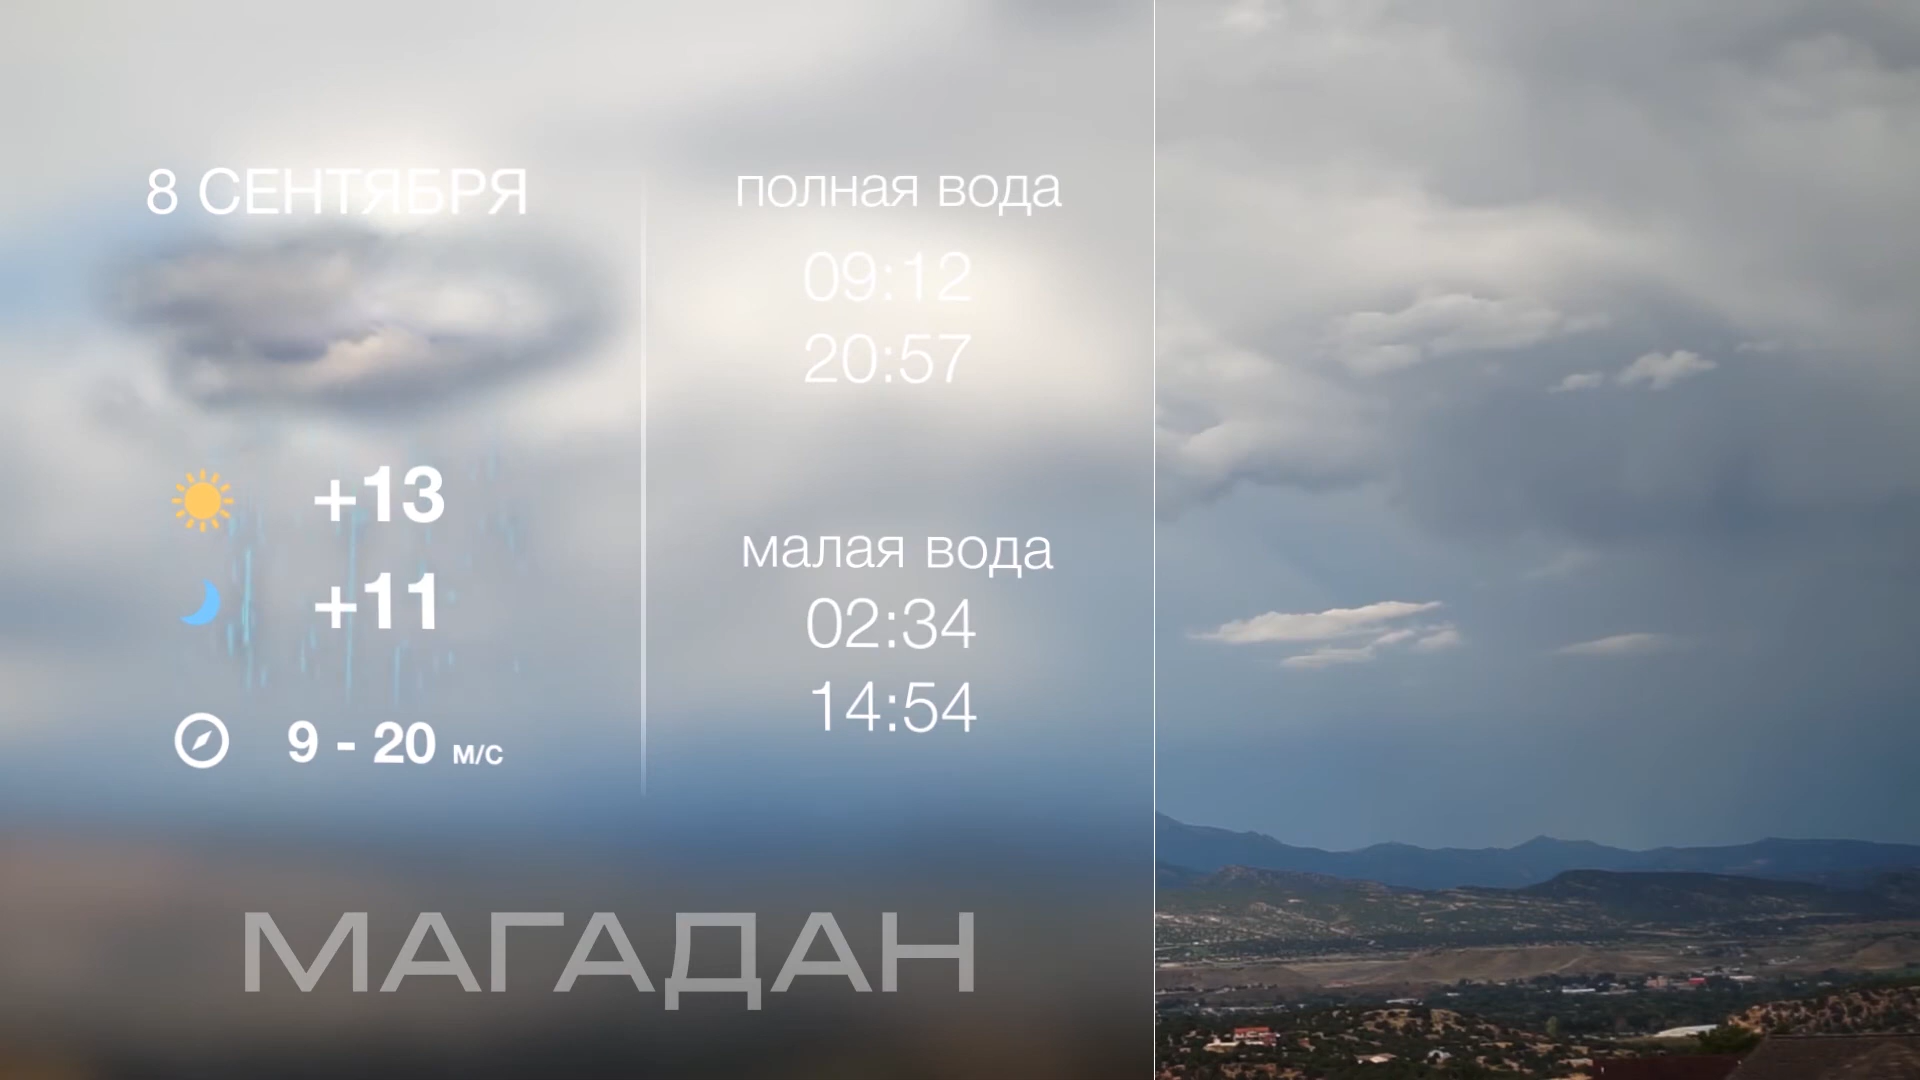 8 СЕНТЯБРЯ
+13
+11
9 - 20 м/с
полная вода
09:12
20:57
малая вода
02:34
14:54
МАГАДАН